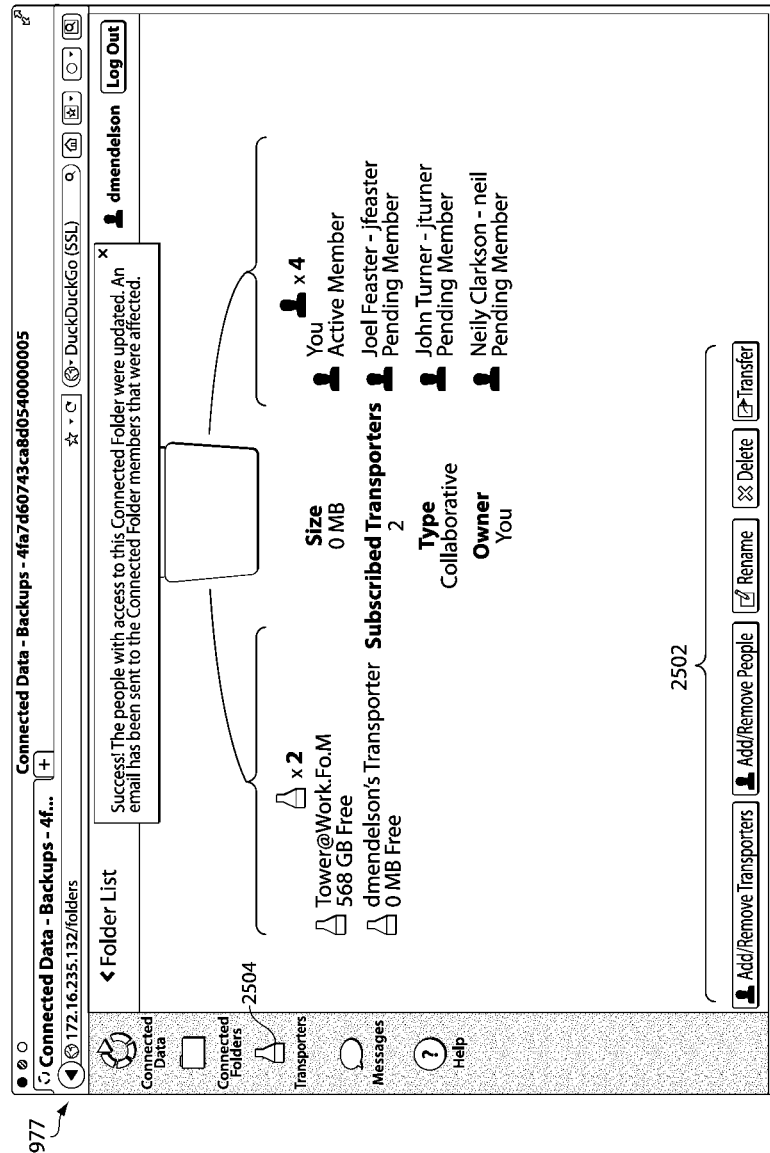 977
Connected Data - Backups - 4fa7d60743ca8d0540000005
Connected Data - Backups - 4f... +
172.16.235.132/folders
DuckDuckGo (SSL)
Success! The people with access to this Connected Folder were updated. An
email has been sent to the Connected Folder members that were affected.
x
dmendelson
Log Out
Folder List
Connected
Data
Connected
Folders
2504
Transporters
Messages
?
Help
x 2
Tower@Work.Fo.M
568 GB Free
dmendelson's Transporter
0 MB Free
Size
0 MB
Subscribed Transporters
2
Type
Collaborative
Owner
You
x 4
You
Active Member
Joel Feaster - jfeaster
Pending Member
John Turner - jturner
Pending Member
Neily Clarkson - neil
Pending Member
2502
Add/Remove Transporters
Add/Remove People
Rename
Delete
Transfer